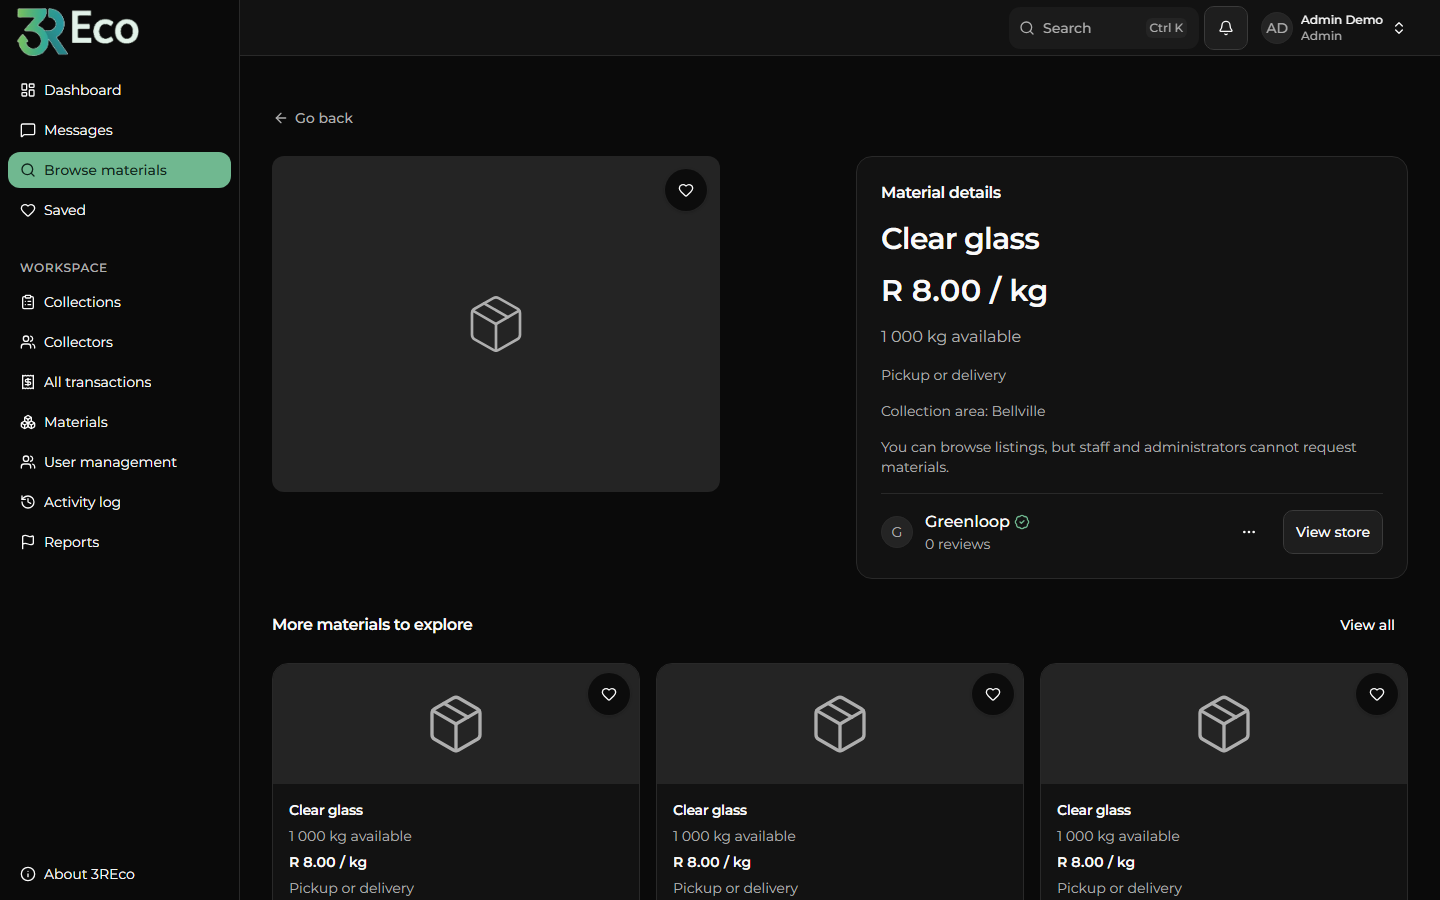 3REco
Search
Ctrl K
AD
Admin Demo
Admin
Dashboard
Messages
Browse materials
Saved
WORKSPACE
Collections
Collectors
All transactions
Materials
User management
Activity log
Reports
About 3REco
Go back
Material details
Clear glass
R 8.00 / kg
1 000 kg available
Pickup or delivery
Collection area: Bellville
You can browse listings, but staff and administrators cannot request
materials.
G
Greenloop
0 reviews
View store
More materials to explore
View all
Clear glass
1 000 kg available
R 8.00 / kg
Pickup or delivery
Clear glass
1 000 kg available
R 8.00 / kg
Pickup or delivery
Clear glass
1 000 kg available
R 8.00 / kg
Pickup or delivery